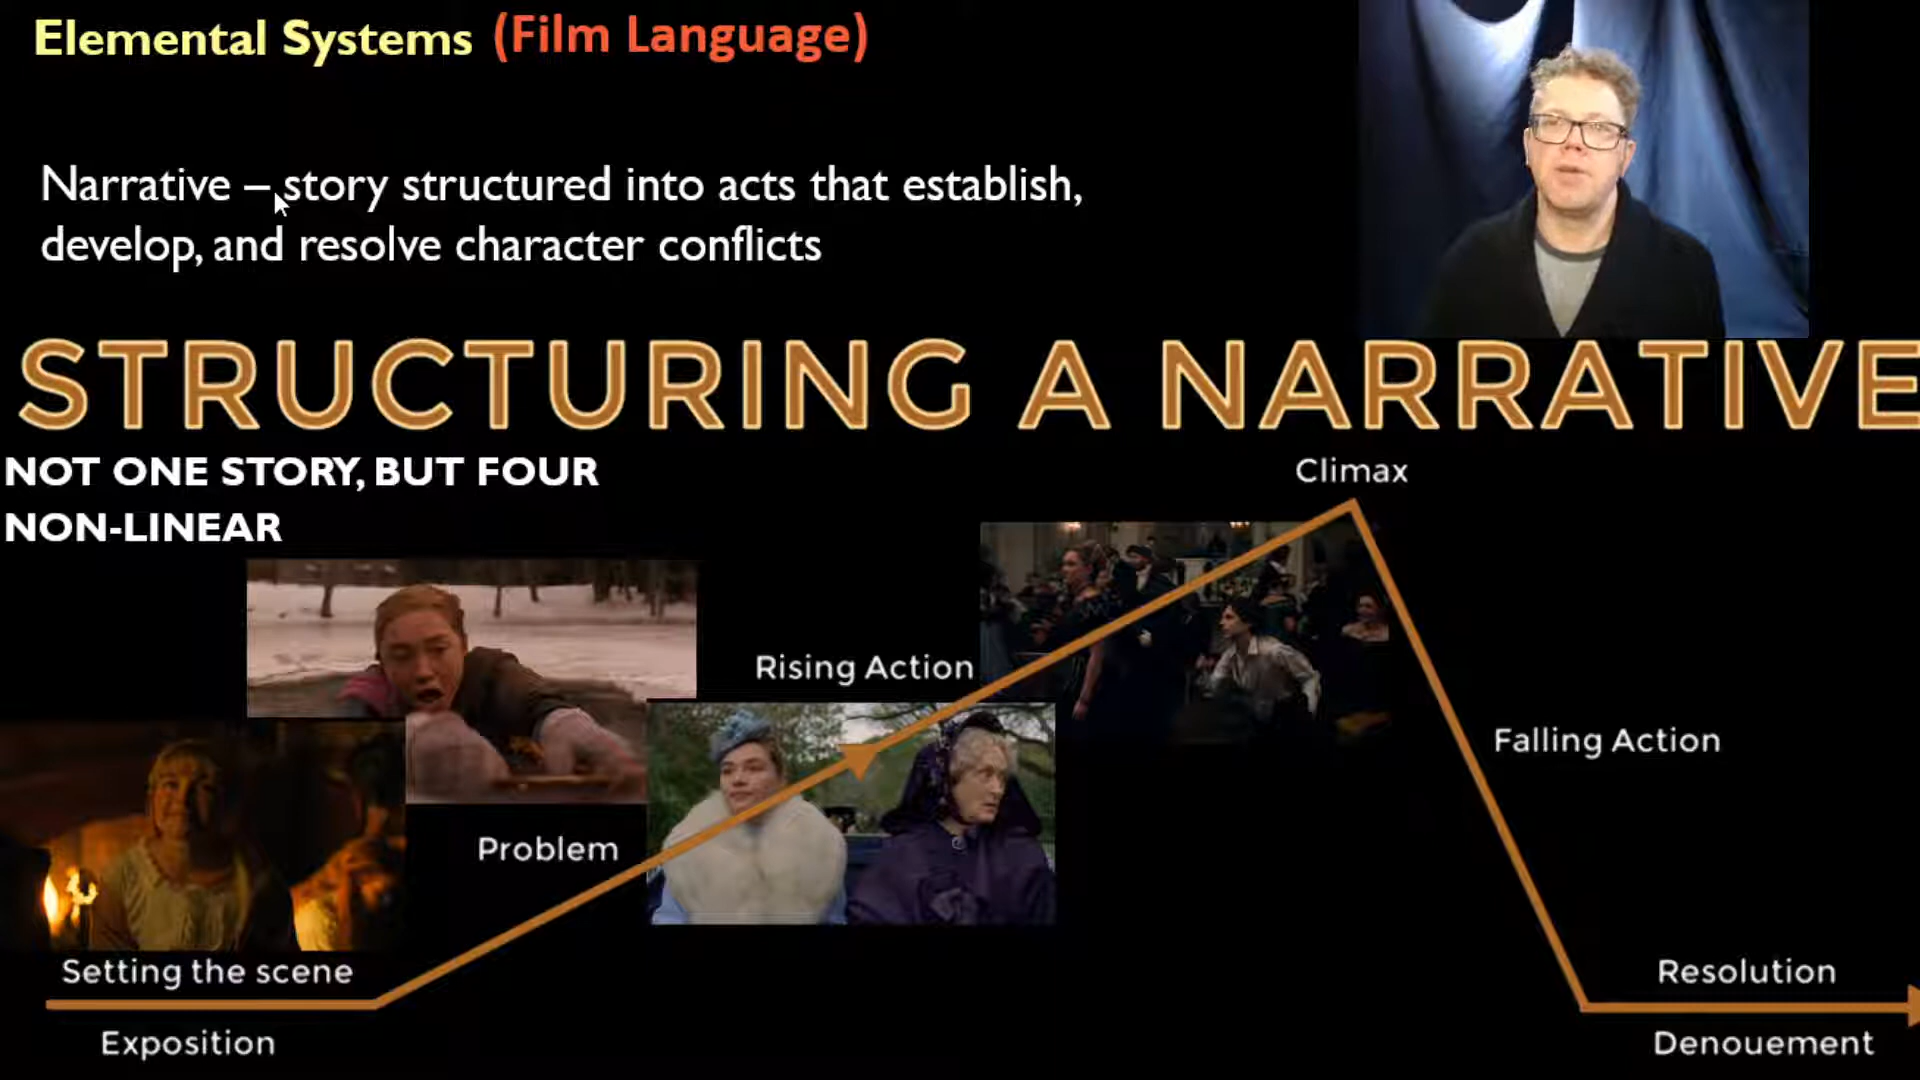 Elemental Systems (Film Language)
Narrative – story structured into acts that establish,
develop, and resolve character conflicts
STRUCTURING A NARRATIVE
NOT ONE STORY, BUT FOUR
NON-LINEAR
Climax
Rising Action
Falling Action
Problem
Setting the scene
Resolution
Exposition
Denouement